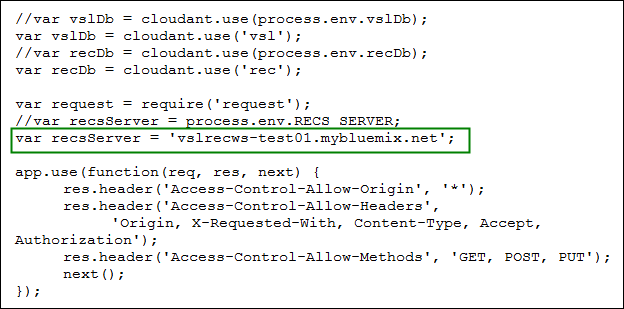 //var vslDb = cloudant.use(process.env.vslDb);
var vslDb = cloudant.use('vsl');
//var recDb = cloudant.use(process.env.recDb);
var recDb = cloudant.use('rec');
var request = require('request');
//var recsServer = process.env.RECS_SERVER;
var recsServer = 'vslrecws-test01.mybluemix.net';
app.use(function(req, res, next) {
res.header('Access-Control-Allow-Origin', '*');
res.header('Access-Control-Allow-Headers',
'Origin, X-Requested-With, Content-Type, Accept,
Authorization');
res.header('Access-Control-Allow-Methods', 'GET, POST, PUT');
next();
});